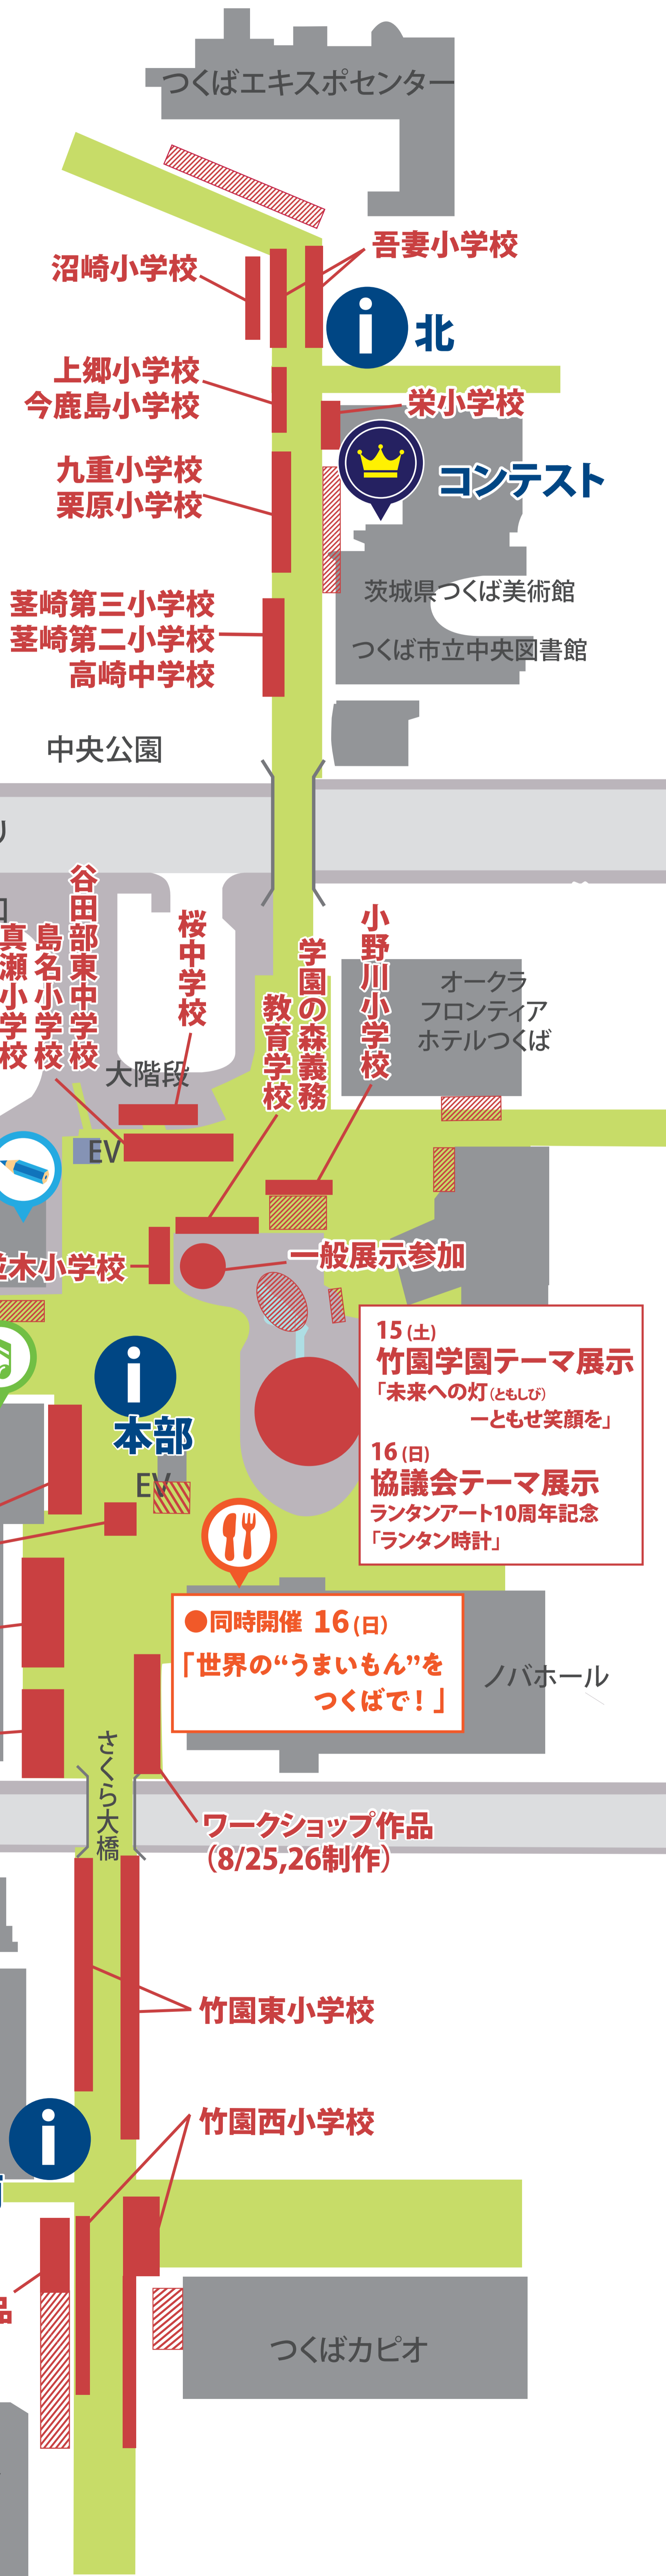 つくばエキスポセンター
吾妻小学校
沼崎小学校
i
北
上郷小学校
今鹿島小学校
栄小学校
九重小学校
栗原小学校
コンテスト
茨城県つくば美術館
茎崎第三小学校
茎崎第二小学校
高崎中学校
つくば市立中央図書館
中央公園
谷田部東中学校
島名小学校
真瀬小学校
桜中学校
大階段
小野川小学校
学園の森義務
教育学校
オークラ
フロンティア
ホテルつくば
EV
並木小学校
一般展示参加
15(土)
竹園学園テーマ展示
「未来への灯(ともしび)
ーともせ笑顔を」
16(日)
協議会テーマ展示
ランタンアート10周年記念
「ランタン時計」
i
本部
EV
●同時開催 16(日)
「世界の“うまいもん”を
つくばで！」
ノバホール
さくら大橋
ワークショップ作品
(8/25,26制作)
竹園東小学校
i
竹園西小学校
品
つくばカピオ